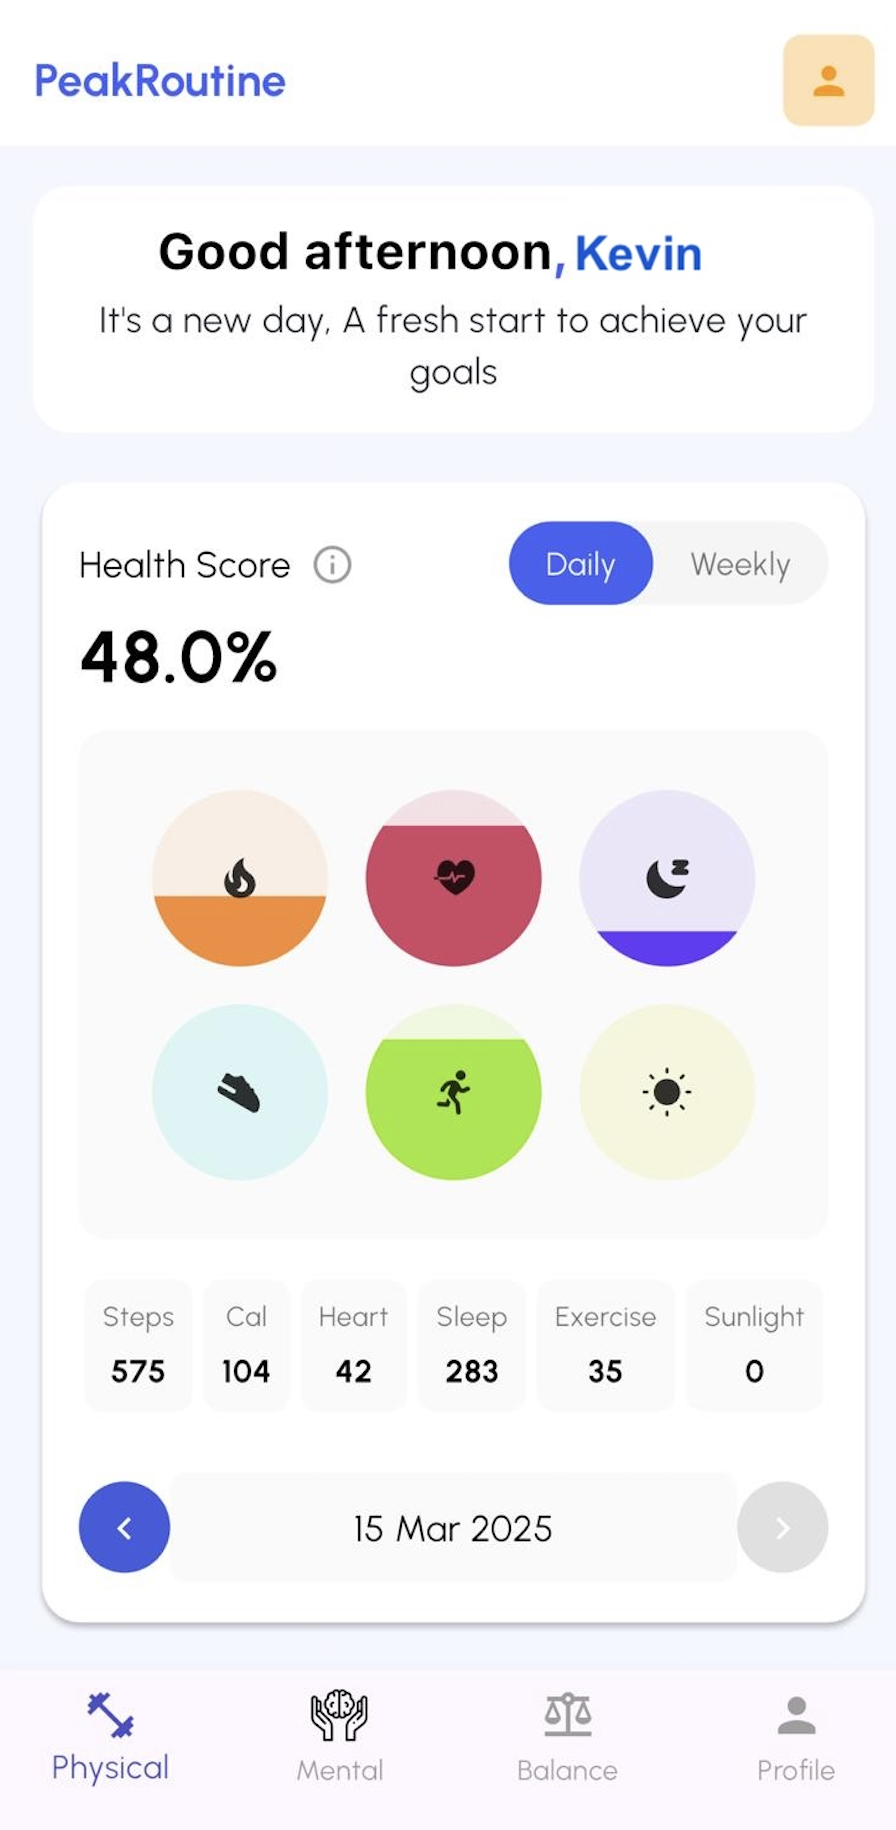 PeakRoutine
Good afternoon, Kevin
It's a new day, A fresh start to achieve your
goals
Health Score
Daily
Weekly
48.0%
Steps
Cal
Heart
Sleep
Exercise
Sunlight
575
104
42
283
35
0
15 Mar 2025
Physical
Mental
Balance
Profile